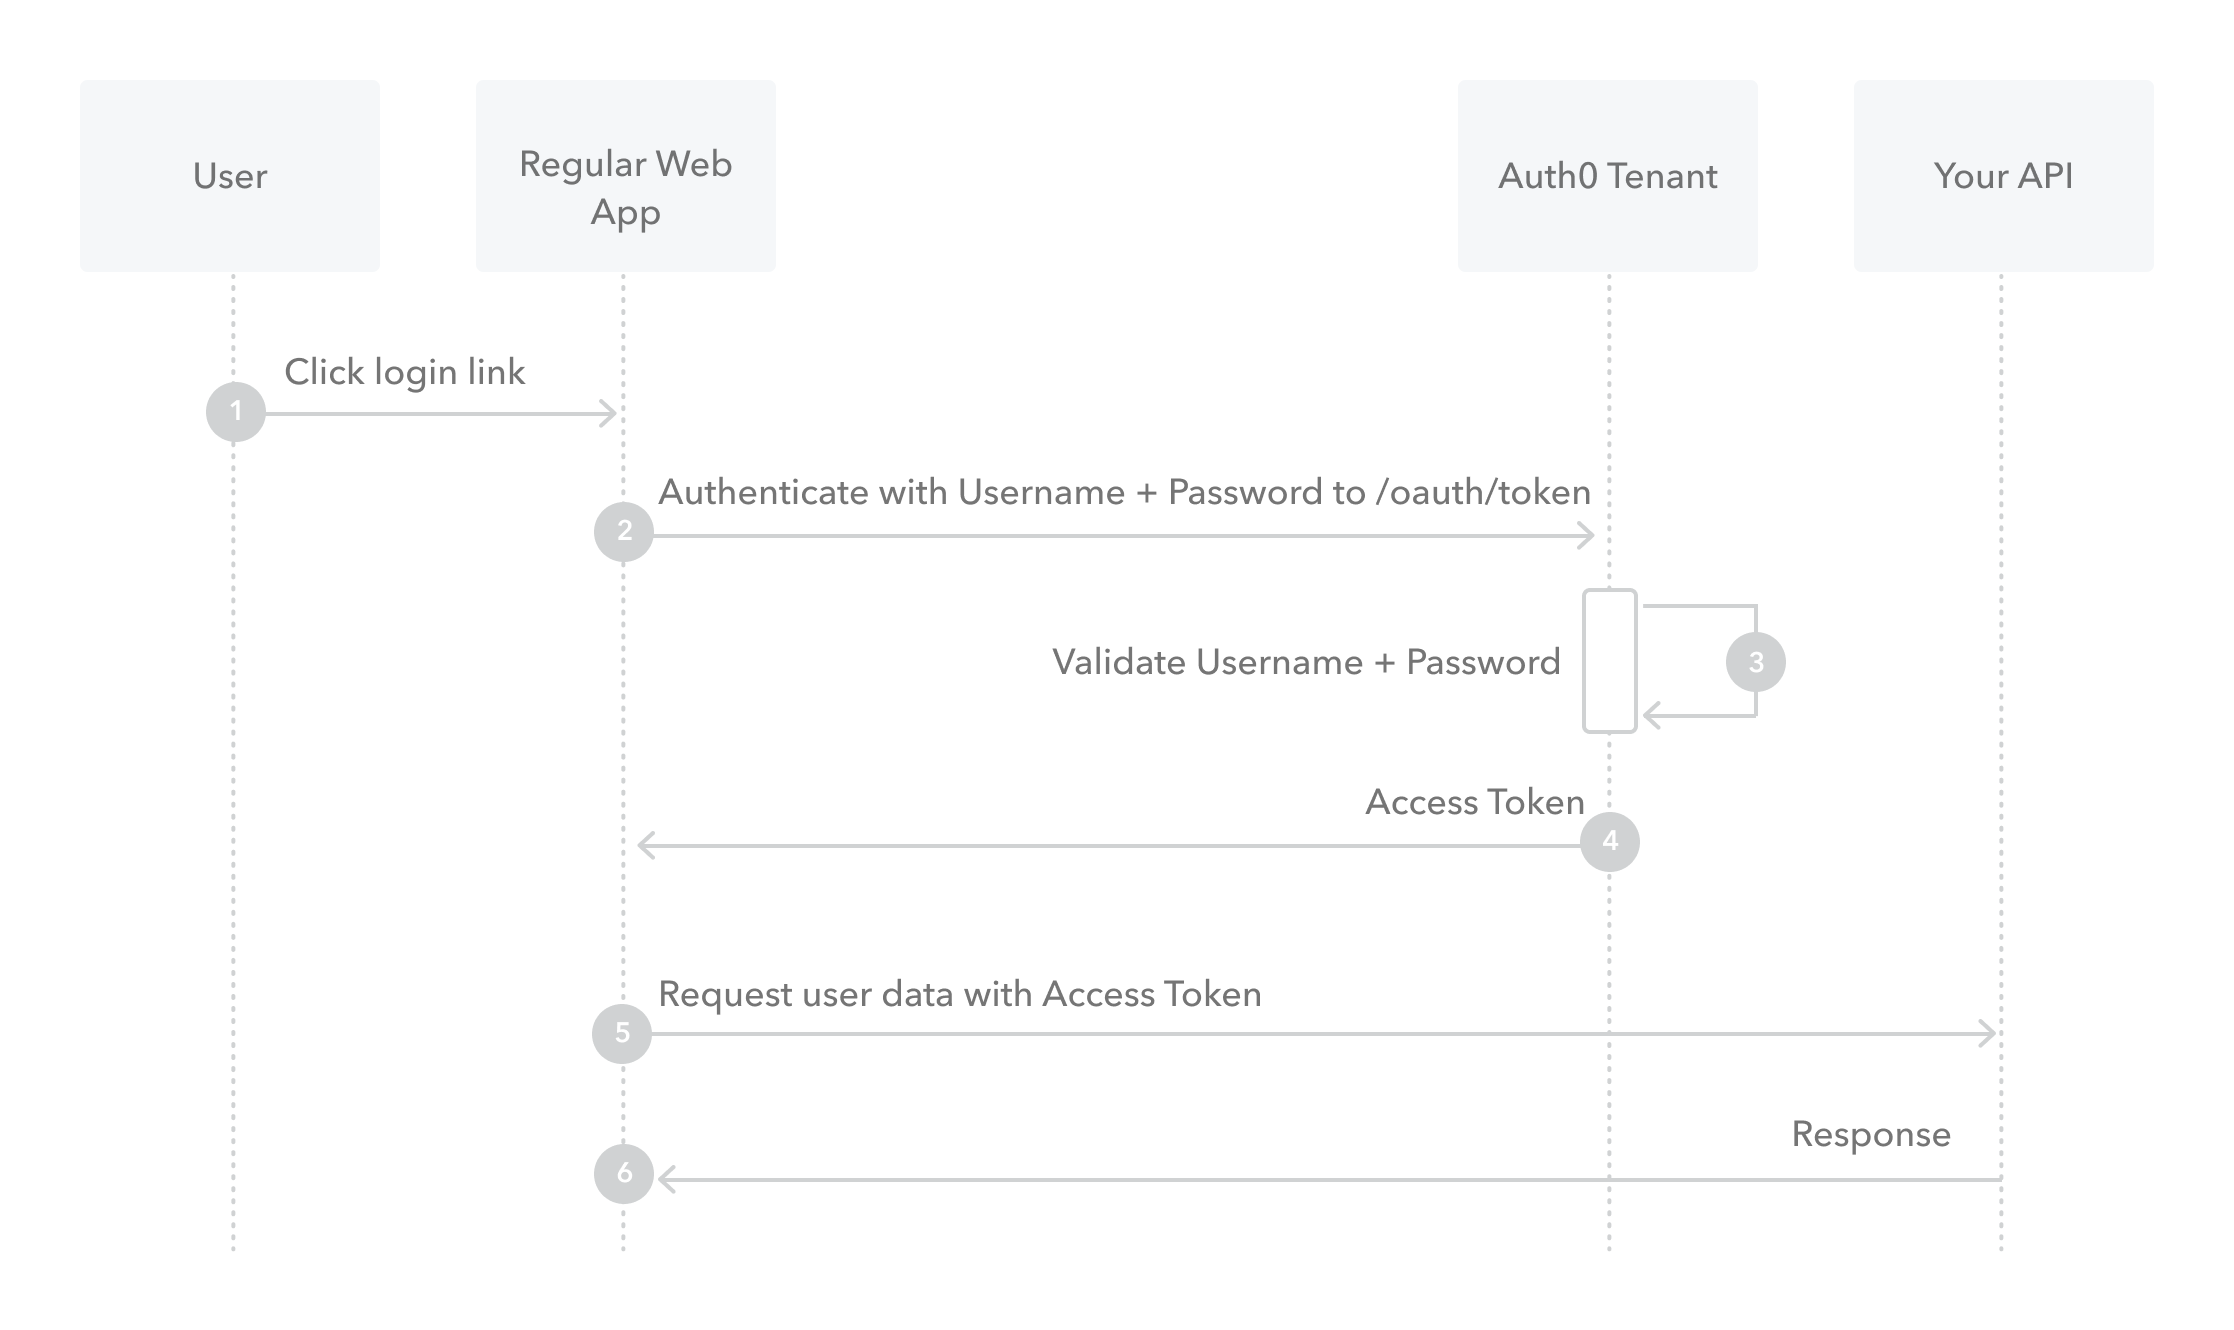 User
Regular Web
App
Auth0 Tenant
Your API
Click login link
1
Authenticate with Username + Password to /oauth/token
2
Validate Username + Password
3
Access Token
4
Request user data with Access Token
5
Response
6